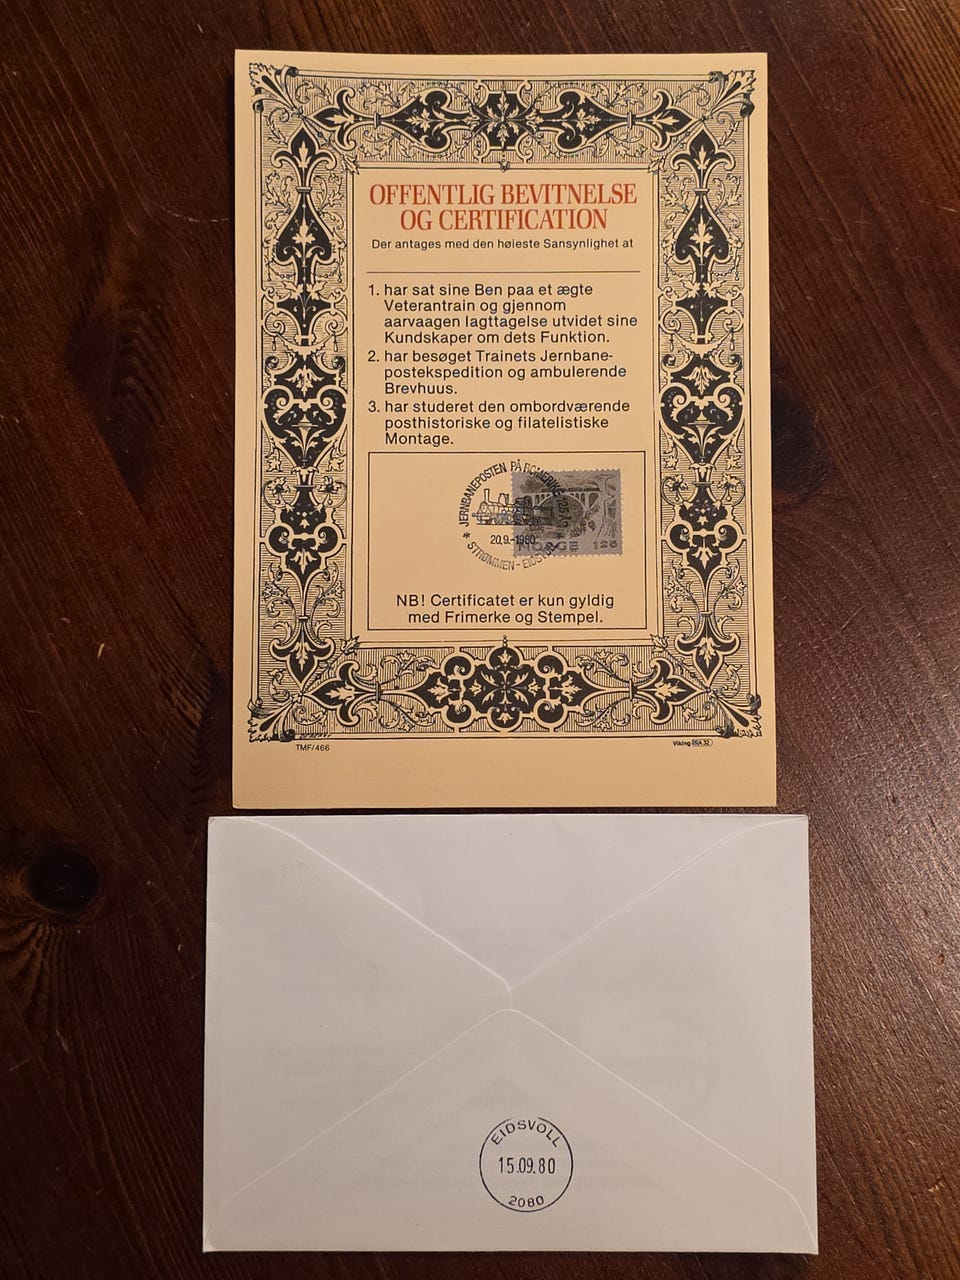 OFFENTLIG BEVITNELSE
OG CERTIFICATION
Der antages med den høieste Sansynlighet at
1. har sat sine Ben paa et ægte
Veterantrain og gjennom
aarvaagen Iagttagelse utvidet sine
Kundskaper om dets Funktion.
2. har besøget Trainets Jernbane-
postekspedition og ambulerende
Brevhuus.
3. har studeret den ombordværende
posthistoriske og filatelistiske
Montage.
* JERNBANEPOSTEN PÅ ROMERIKE
20.9.-1980
* STRØMMEN - EIDSVOLL
NORGE 125
NB! Certificatet er kun gyldig
med Frimerke og Stempel.
TMF/466
Viking
EIDSVOLL
15.09.80
2080